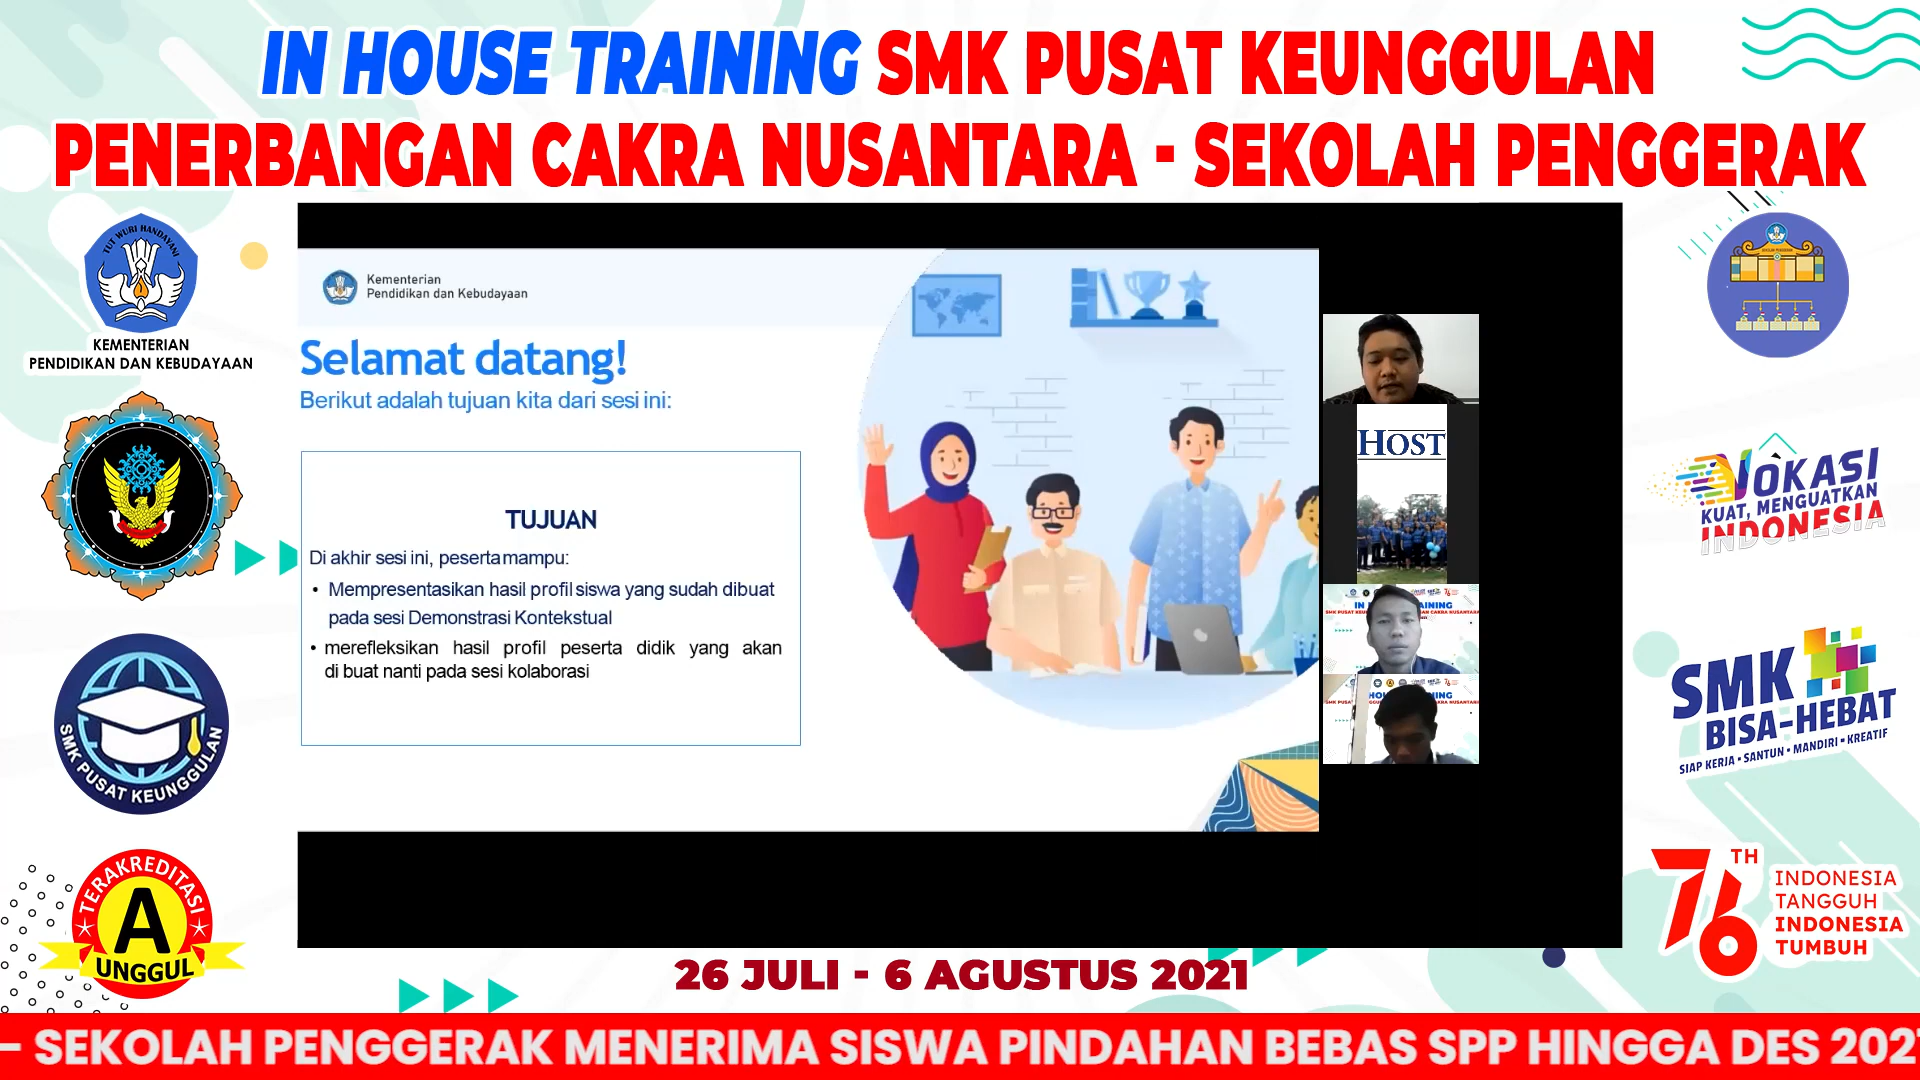 IN HOUSE TRAINING SMK PUSAT KEUNGGULAN
PENERBANGAN CAKRA NUSANTARA - SEKOLAH PENGGERAK
TUT WURI HANDAYANI
KEMENTERIAN
PENDIDIKAN DAN KEBUDAYAAN
SMK PUSAT KEUNGGULAN
TERAKREDITASI
A
UNGGUL
Kementerian
Pendidikan dan Kebudayaan
Selamat datang!
Berikut adalah tujuan kita dari sesi ini:
TUJUAN
Di akhir sesi ini, peserta mampu:
• Mempresentasikan hasil profil siswa yang sudah dibuat
pada sesi Demonstrasi Kontekstual
• merefleksikan hasil profil peserta didik yang akan
di buat nanti pada sesi kolaborasi
HOST
VOKASI
KUAT, MENGUATKAN
INDONESIA
SMK
BISA-HEBAT
SIAP KERJA • SANTUN • MANDIRI • KREATIF
76 TH
INDONESIA
TANGGUH
INDONESIA
TUMBUH
26 JULI - 6 AGUSTUS 2021
- SEKOLAH PENGGERAK MENERIMA SISWA PINDAHAN BEBAS SPP HINGGA DES 202